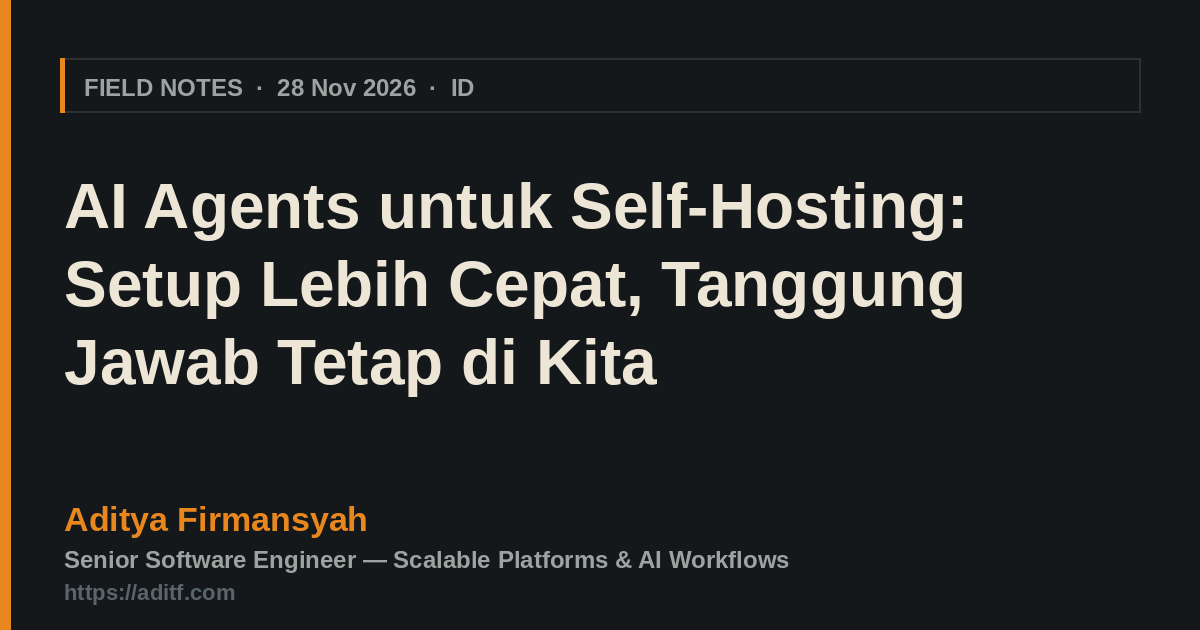 FIELD NOTES · 28 Nov 2026 · ID
AI Agents untuk Self-Hosting:
Setup Lebih Cepat, Tanggung
Jawab Tetap di Kita
Aditya Firmansyah
Senior Software Engineer — Scalable Platforms & AI Workflows
https://aditf.com